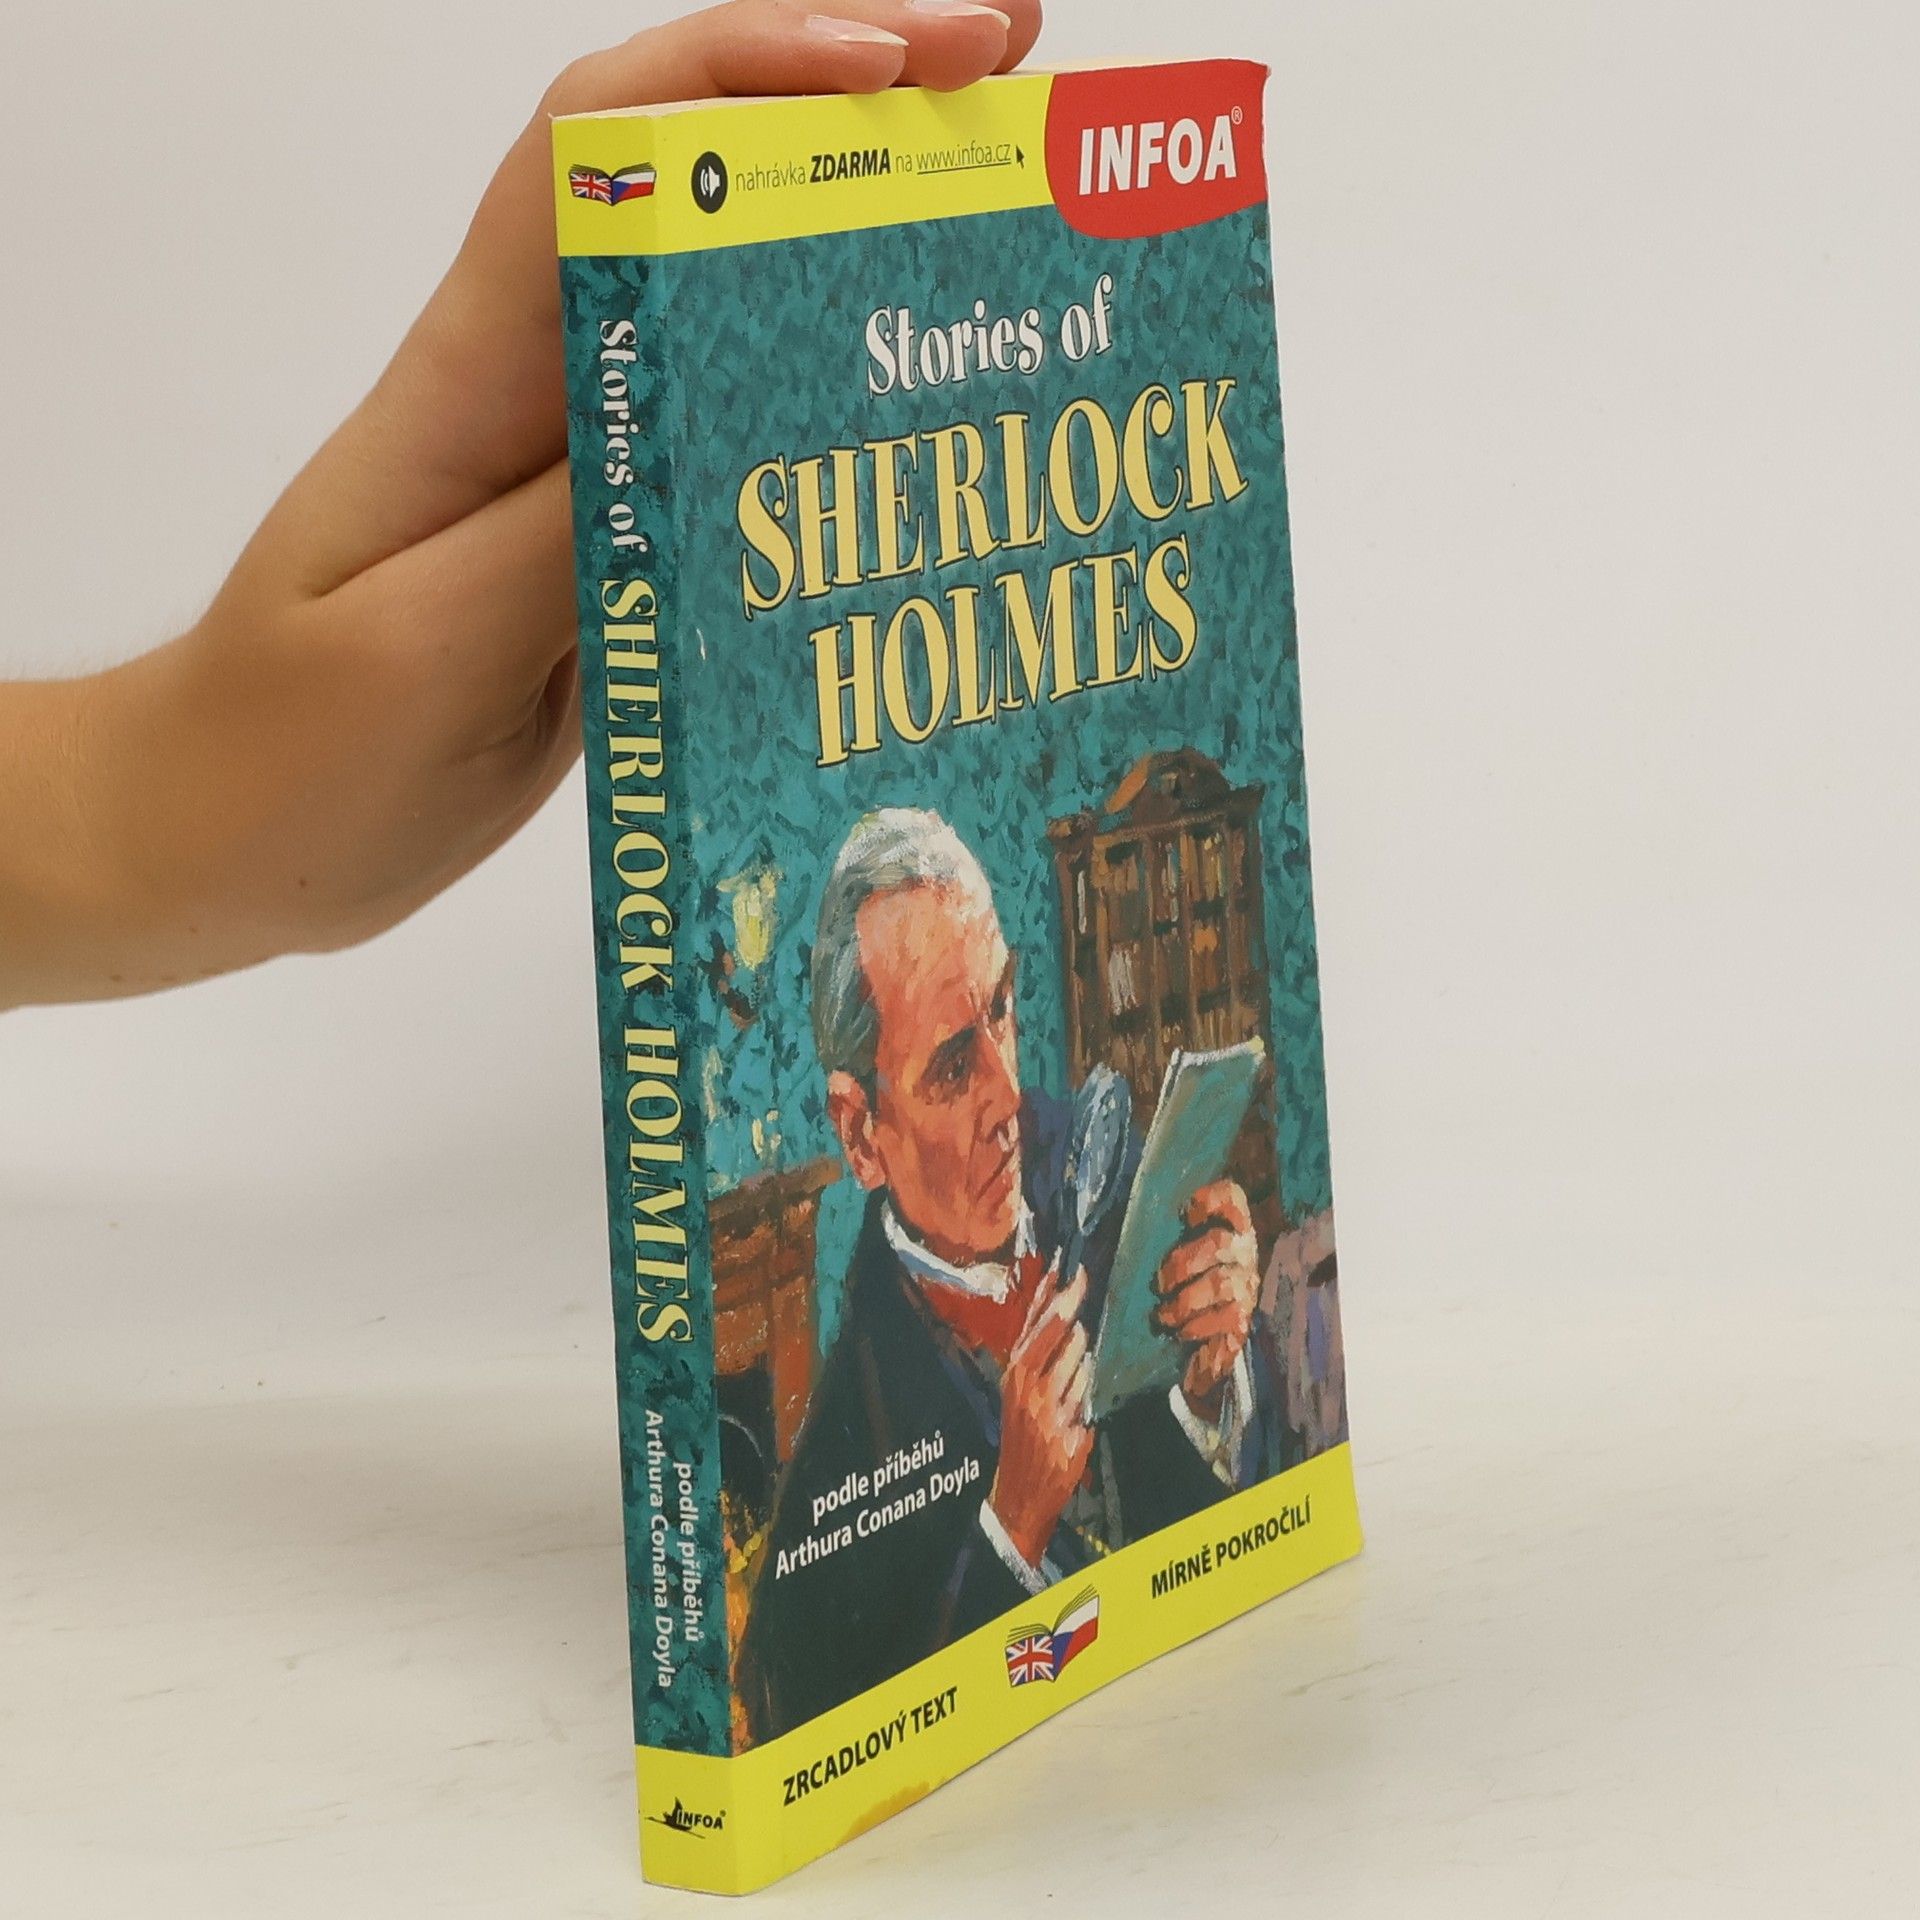 nahrávka ZDARMA na www.infoa.cz
INFOA®
Stories of
SHERLOCK
HOLMES
podle příběhů
Arthura Conana Doyla
ZRCADLOVÝ TEXT
MÍRNĚ POKROČILÍ
Stories of SHERLOCK HOLMES
podle příběhů
Arthura Conana Doyla
INFOA®